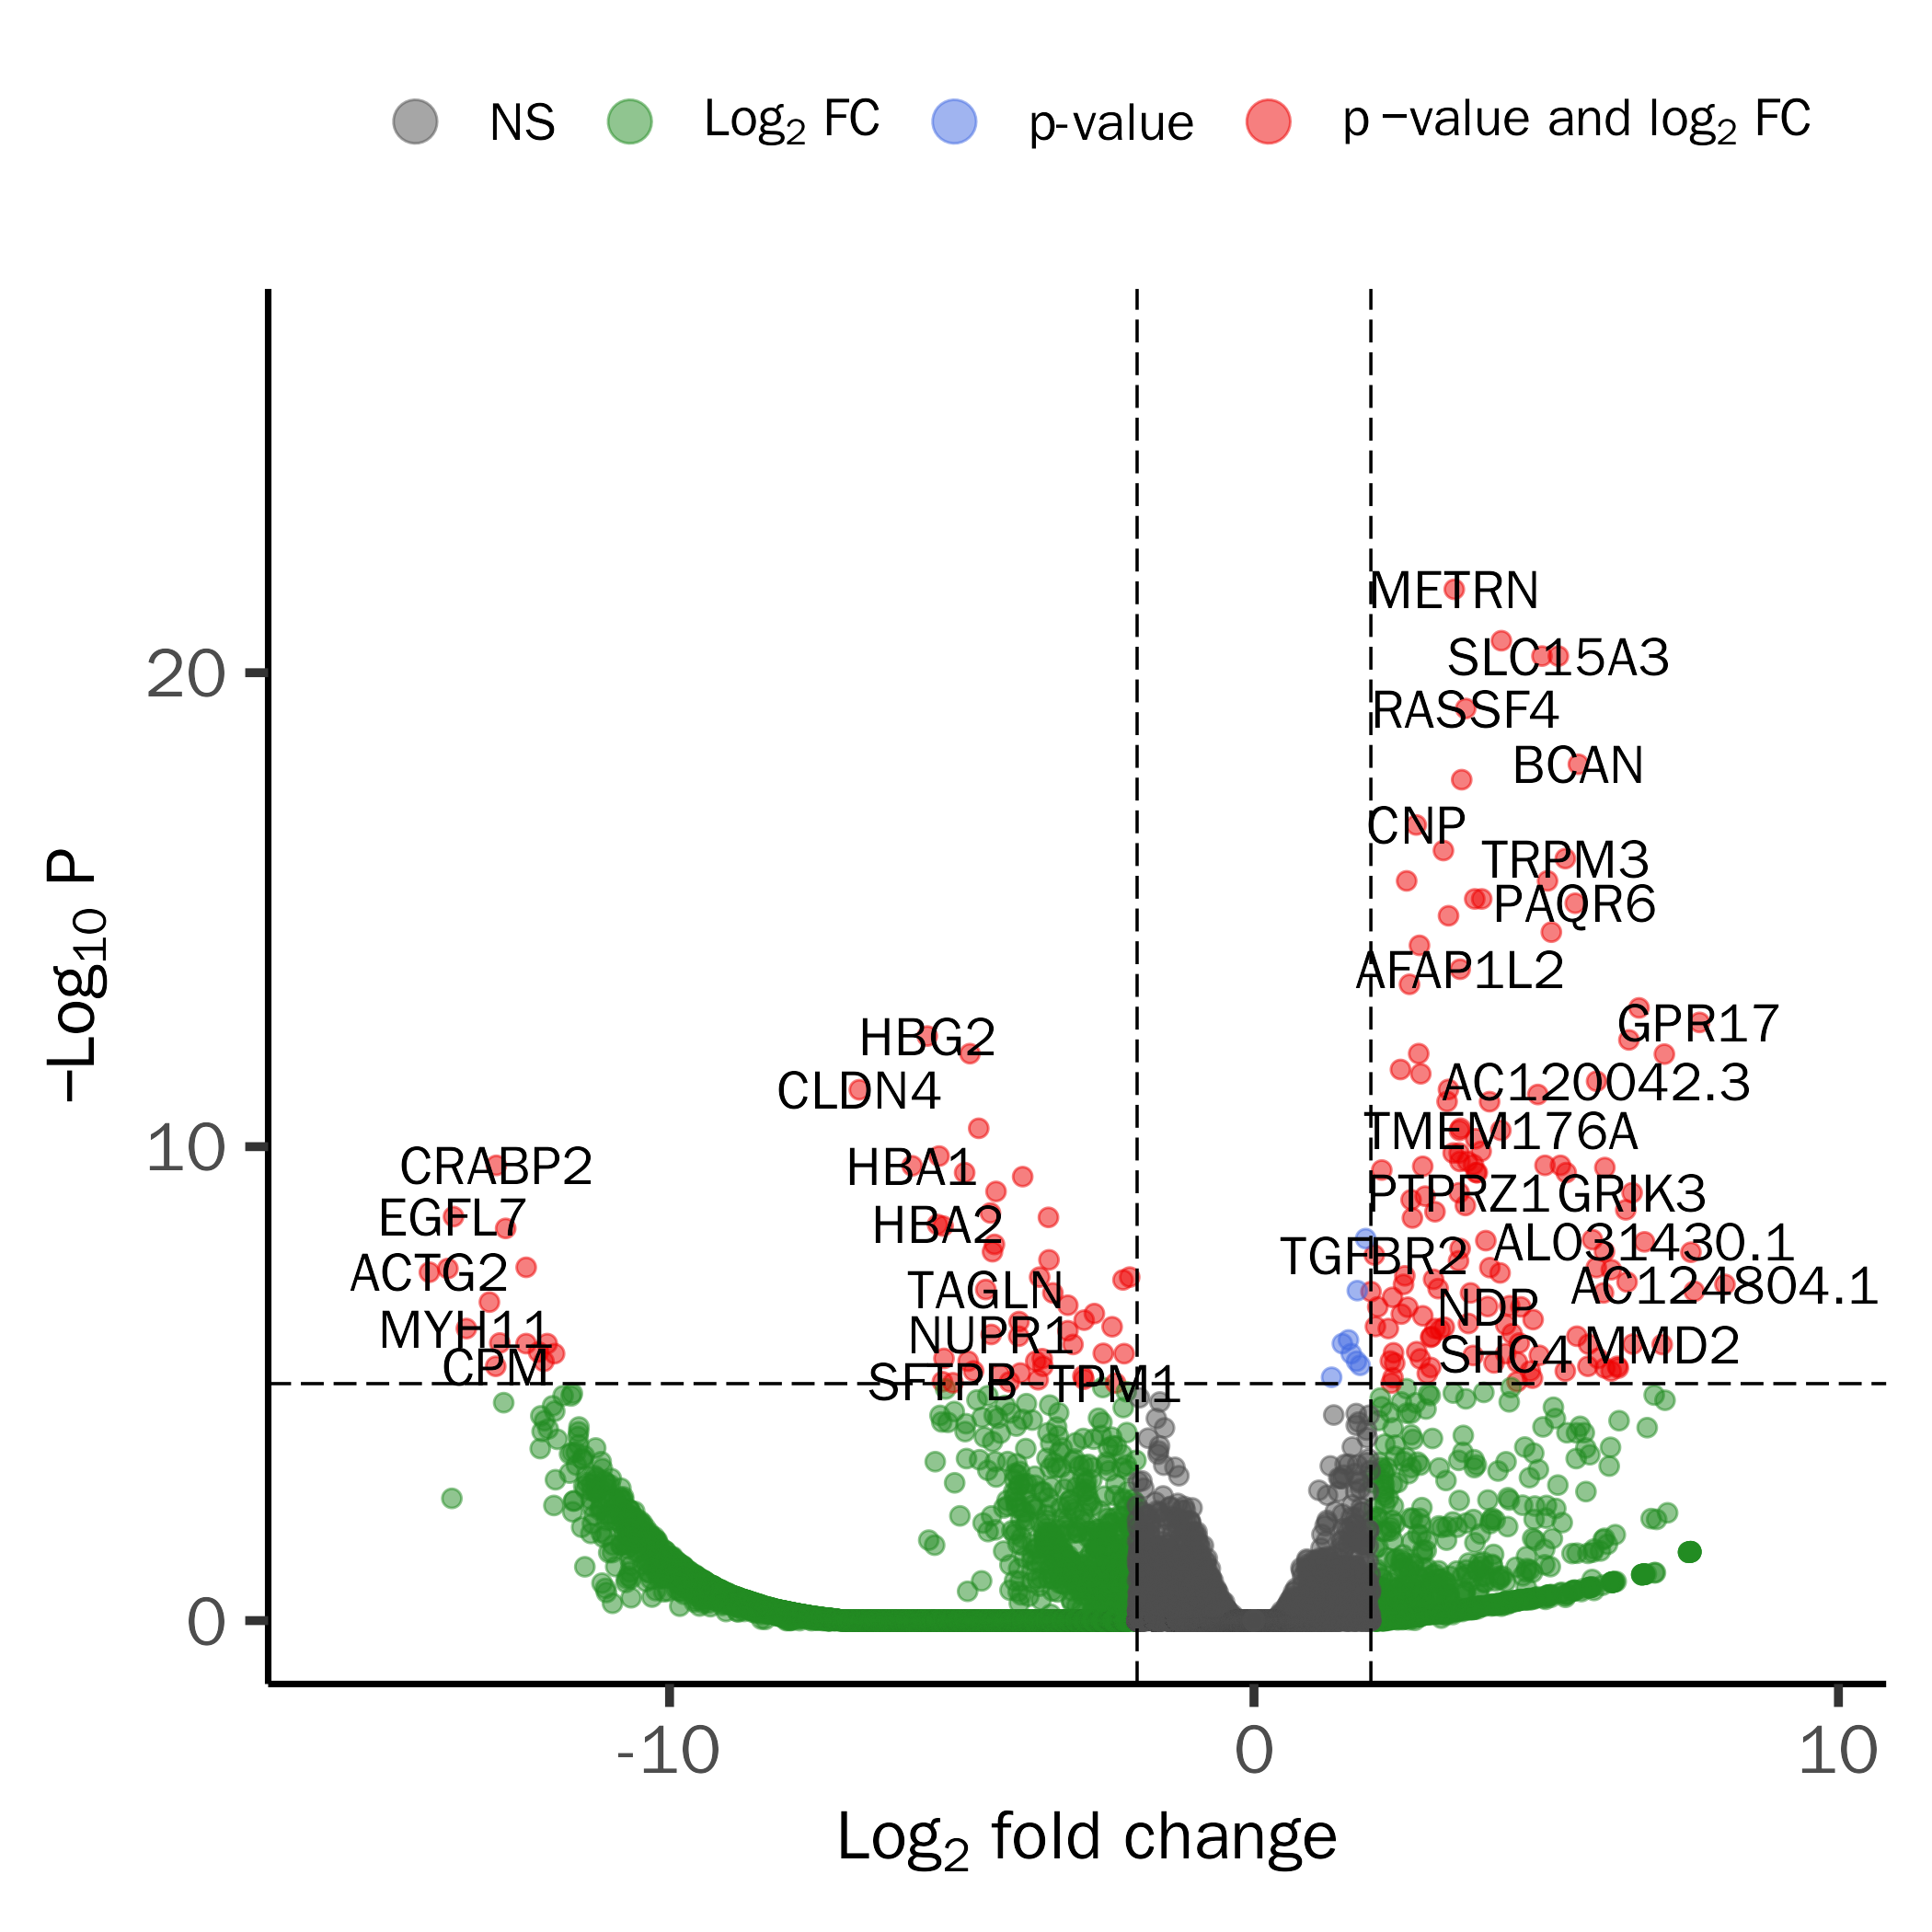 NS Log2 FC p-value p −value and log2 FC
−Log10 P
20
10
0
METRN
SLC15A3
RASSF4
BCAN
CNP
TRPM3
PAQR6
AFAP1L2
GPR17
HBG2
CLDN4
AC120042.3
TMEM176A
CRABP2
HBA1
PTPRZ1
GRIK3
EGFL7
HBA2
AL031430.1
TGFBR2
ACTG2
TAGLN
AC124804.1
NDP
MYH11
NUPR1
MMD2
SHC4
CPM
SFTPB
TPM1
-10
0
10
Log2 fold change